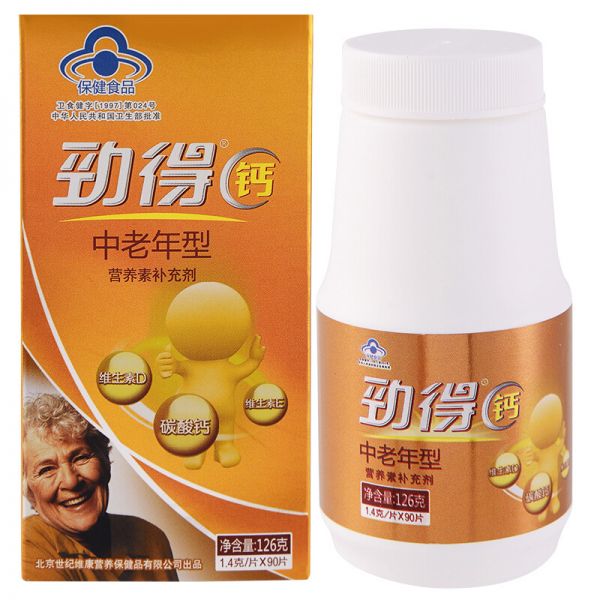 保健食品
卫食健字[1997]第024号
中华人民共和国卫生部批准
劲得®钙
中老年型
营养素补充剂
维生素D
维生素E
碳酸钙
净含量:126克
1.4克/片X90片
北京世纪维康营养保健品有限公司出品
劲得®钙
中老年型
营养素补充剂
碳酸钙
净含量:126克
1.4克/片X90片